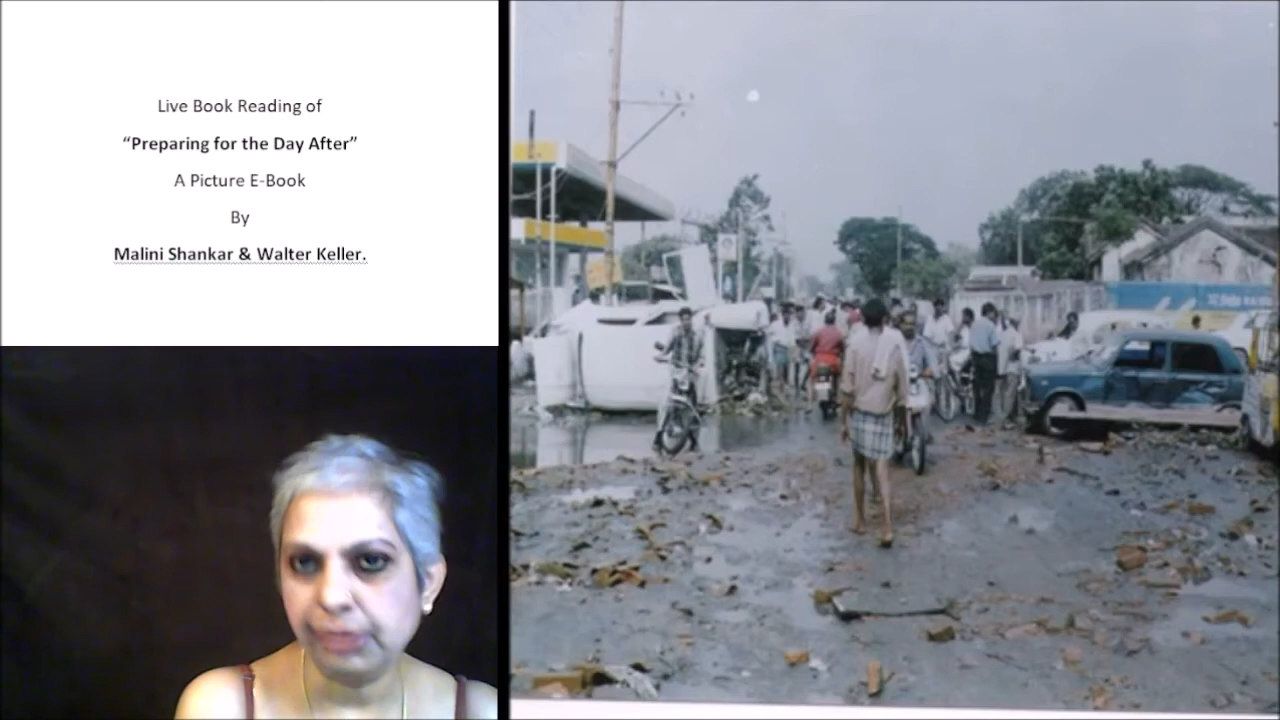 Live Book Reading of
“Preparing for the Day After”
A Picture E-Book
By
Malini Shankar & Walter Keller.